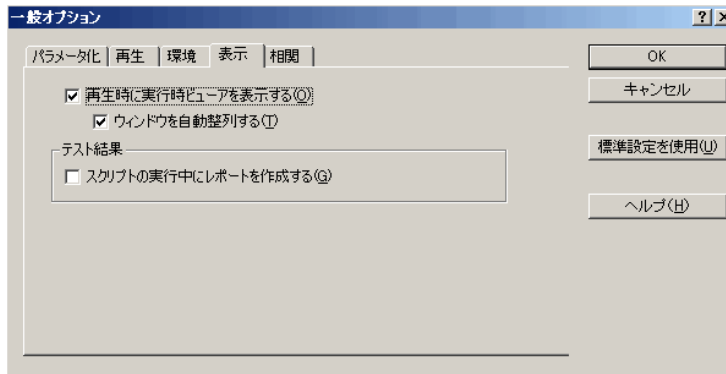 一般オプション
パラメータ化 再生 環境 表示 相関
再生時に実行時ビューアを表示する(O)
ウィンドウを自動整列する(T)
テスト結果
スクリプトの実行中にレポートを作成する(G)
OK
キャンセル
標準設定を使用(U)
ヘルプ(H)